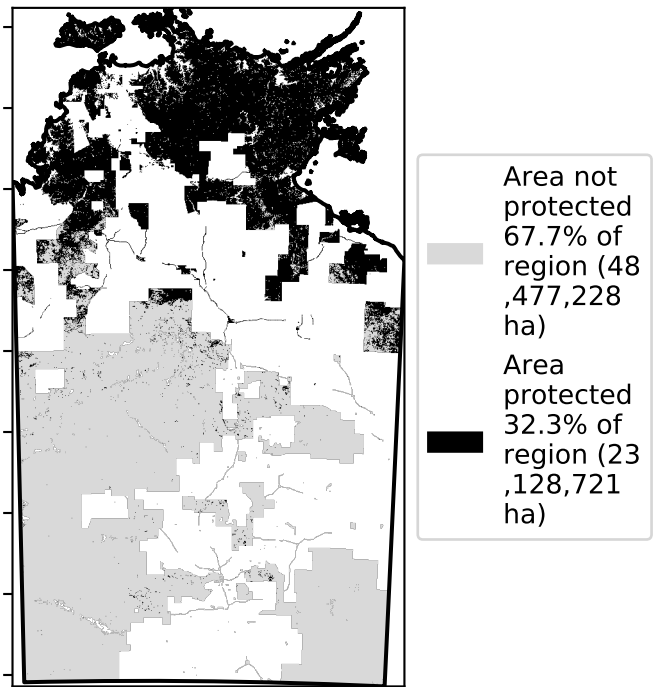 Area not
protected
67.7% of
region (48
,477,228
ha)
Area
protected
32.3% of
region (23
,128,721
ha)